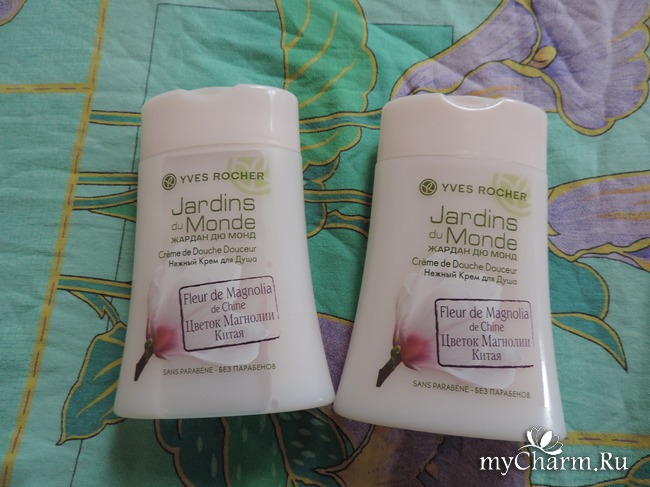 YVES ROCHER
Jardins
du Monde
ЖАРДАН ДЮ МОНД
Crème de Douche Douceur
Нежный Крем для Душа
Fleur de Magnolia
de Chine
Цветок Магнолии
Китая
SANS PARABENE - БЕЗ ПАРАБЕНОВ
YVES ROCHER
Jardins
du Monde
ЖАРДАН ДЮ МОНД
Crème de Douche Douceur
Нежный Крем для Душа
Fleur de Magnolia
de Chine
Цветок Магнолии
Китая
SANS PARABENE - БЕЗ ПАРАБЕНОВ
myCharm.Ru